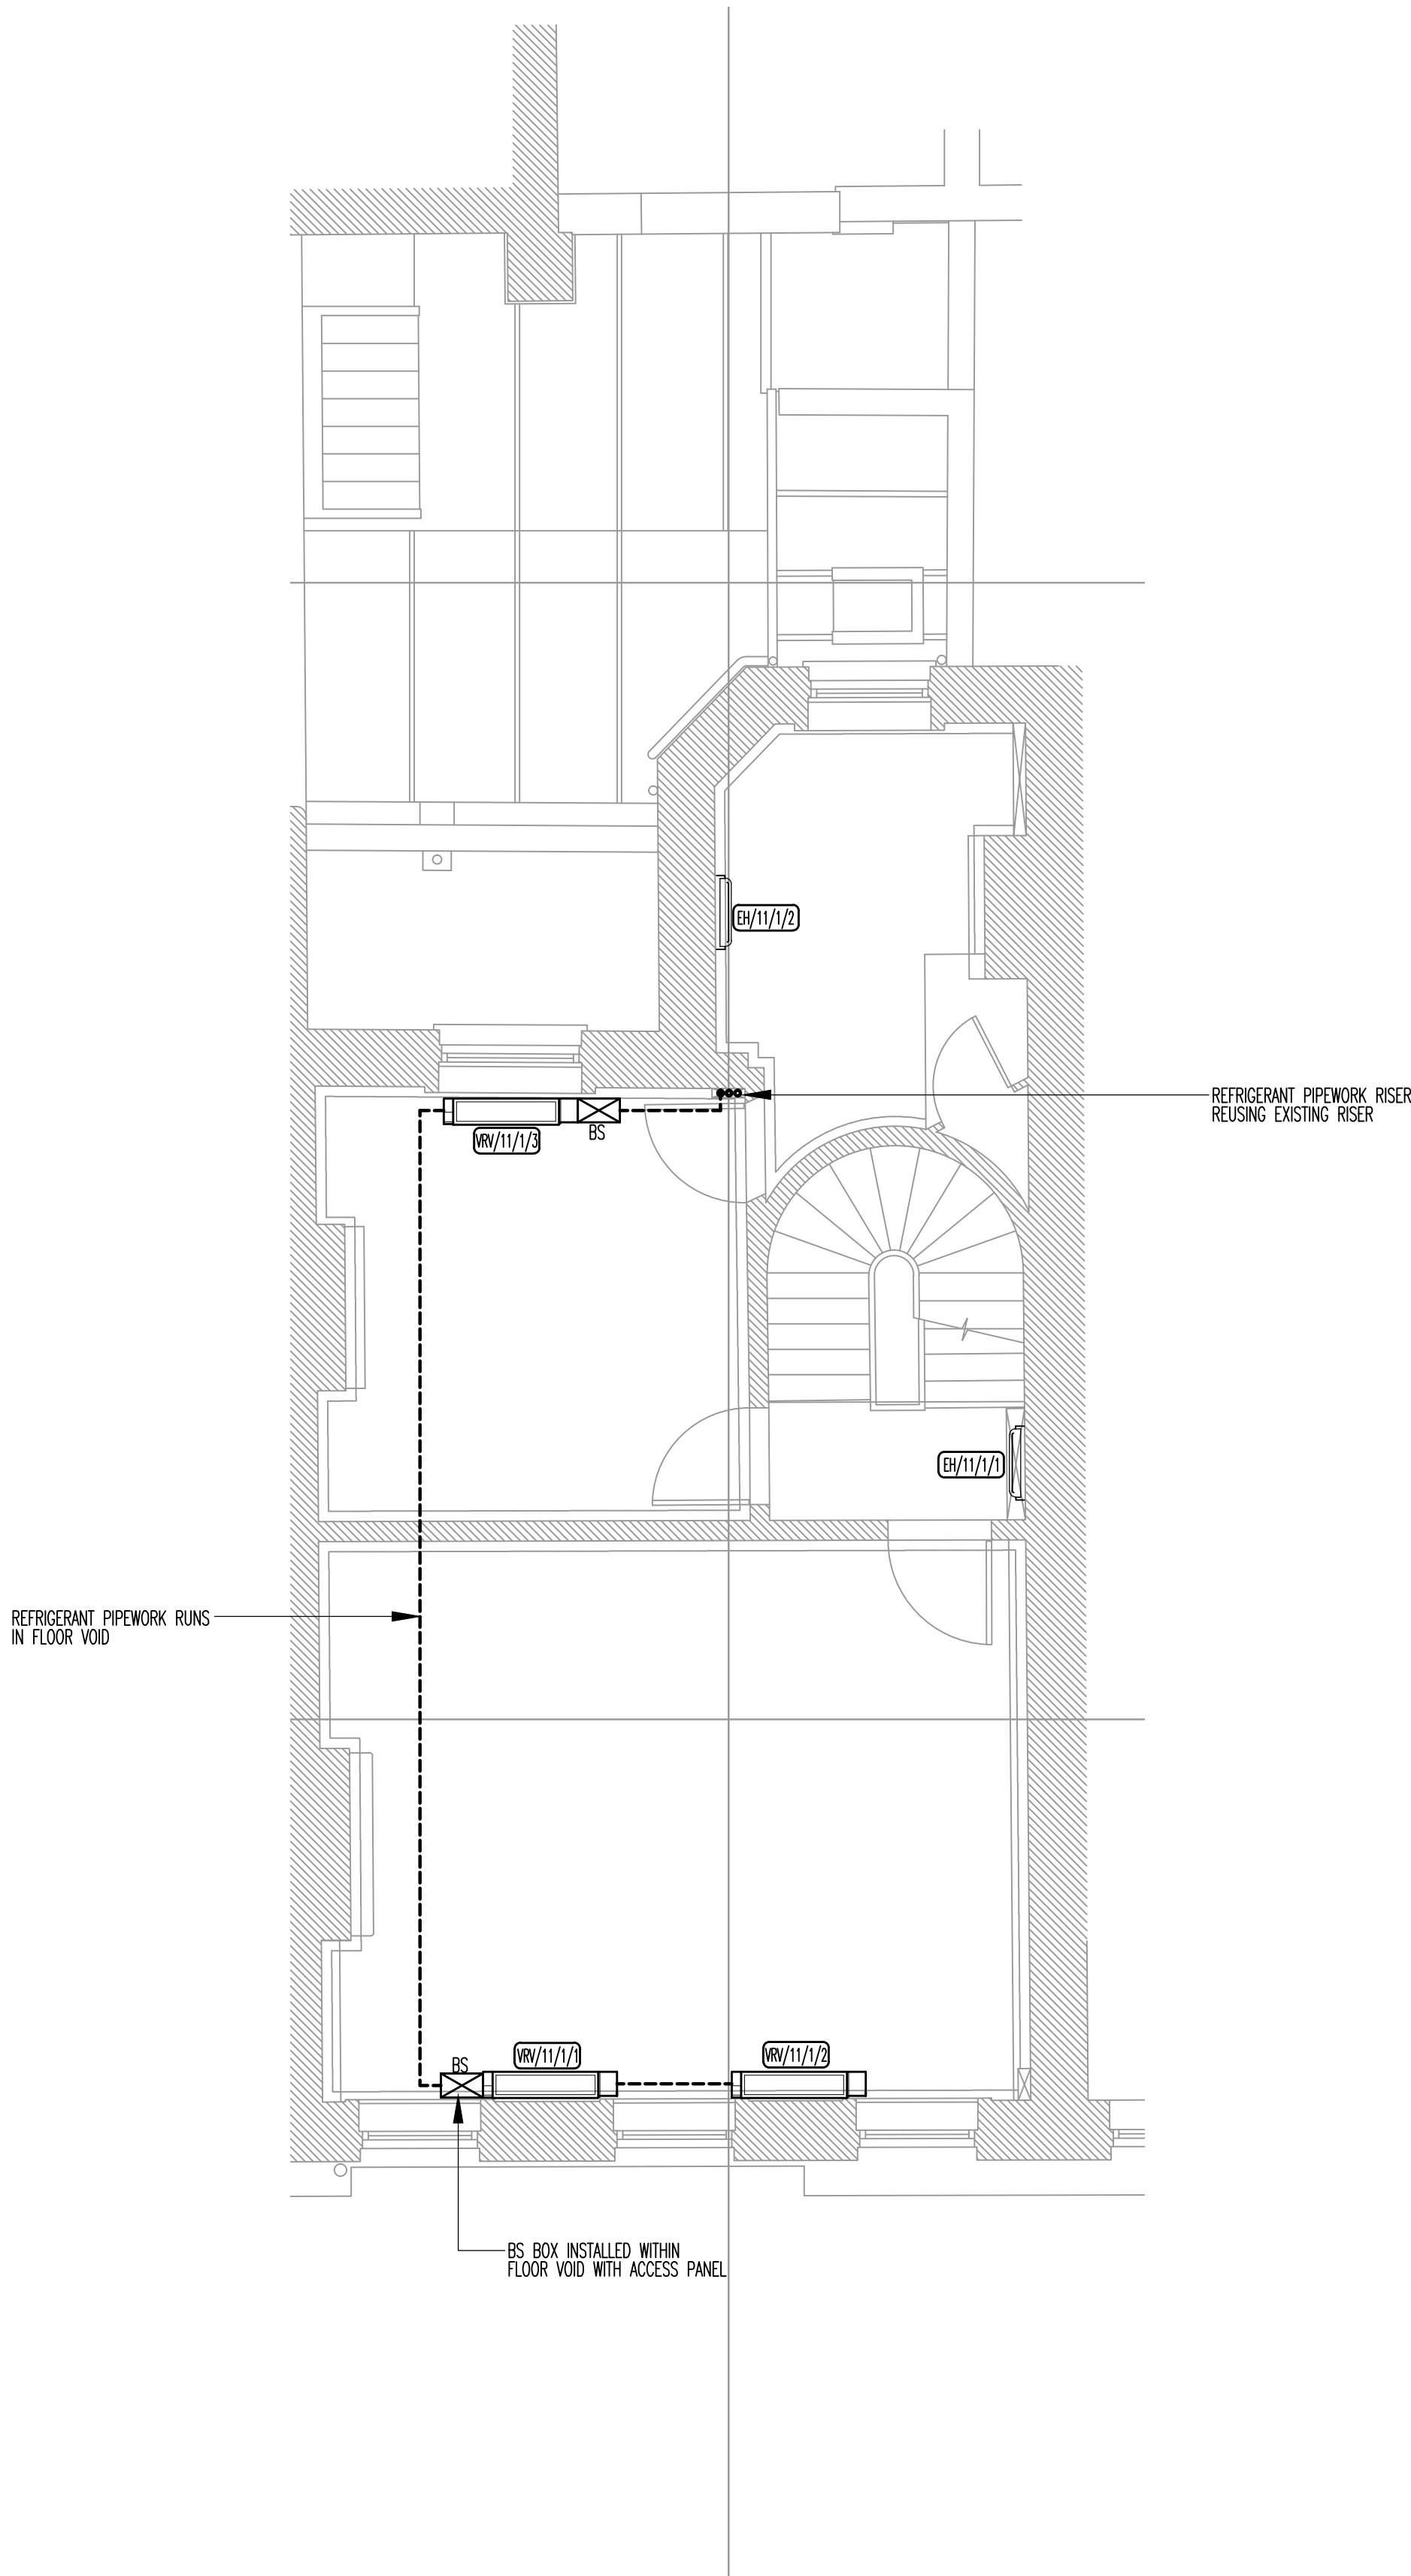 EH/11/1/2
REFRIGERANT PIPEWORK RISER
REUSING EXISTING RISER
BS
VRV/11/1/3
EH/11/1/1
REFRIGERANT PIPEWORK RUNS
IN FLOOR VOID
VRV/11/1/1
VRV/11/1/2
BS
BS BOX INSTALLED WITHIN
FLOOR VOID WITH ACCESS PANEL